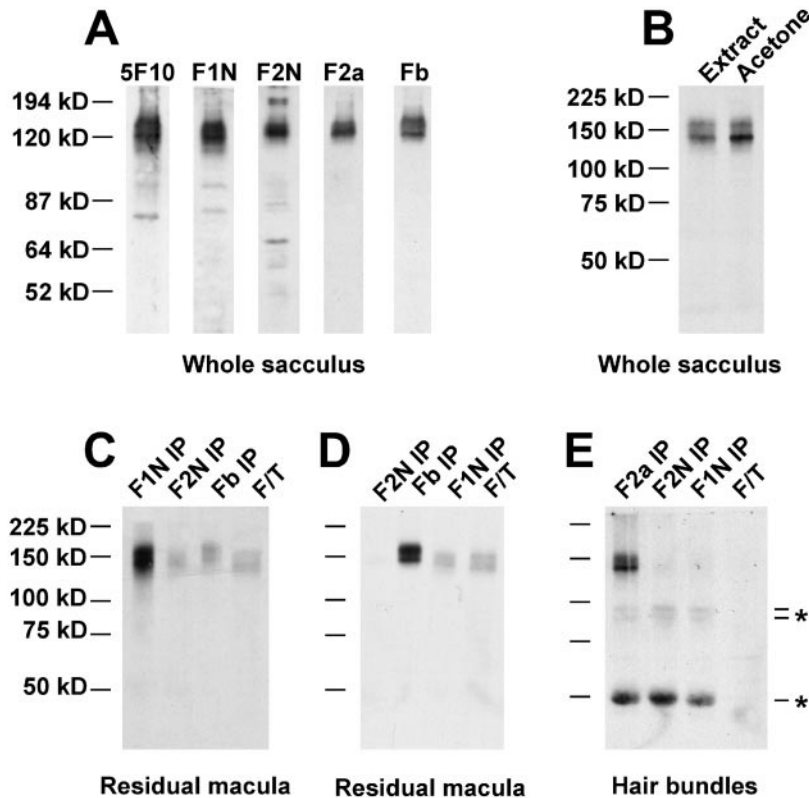 A
5F10 F1N F2N F2a Fb
194 kD
120 kD
87 kD
64 kD
52 kD
Whole sacculus
B
Extract Acetone
225 kD
150 kD
100 kD
75 kD
50 kD
Whole sacculus
C
F1N IP F2N IP Fb IP F/T
225 kD
150 kD
100 kD
75 kD
50 kD
Residual macula
D
F2N IP Fb IP F1N IP F/T
Residual macula
E
F2a IP F2N IP F1N IP F/T
*
*
Hair bundles